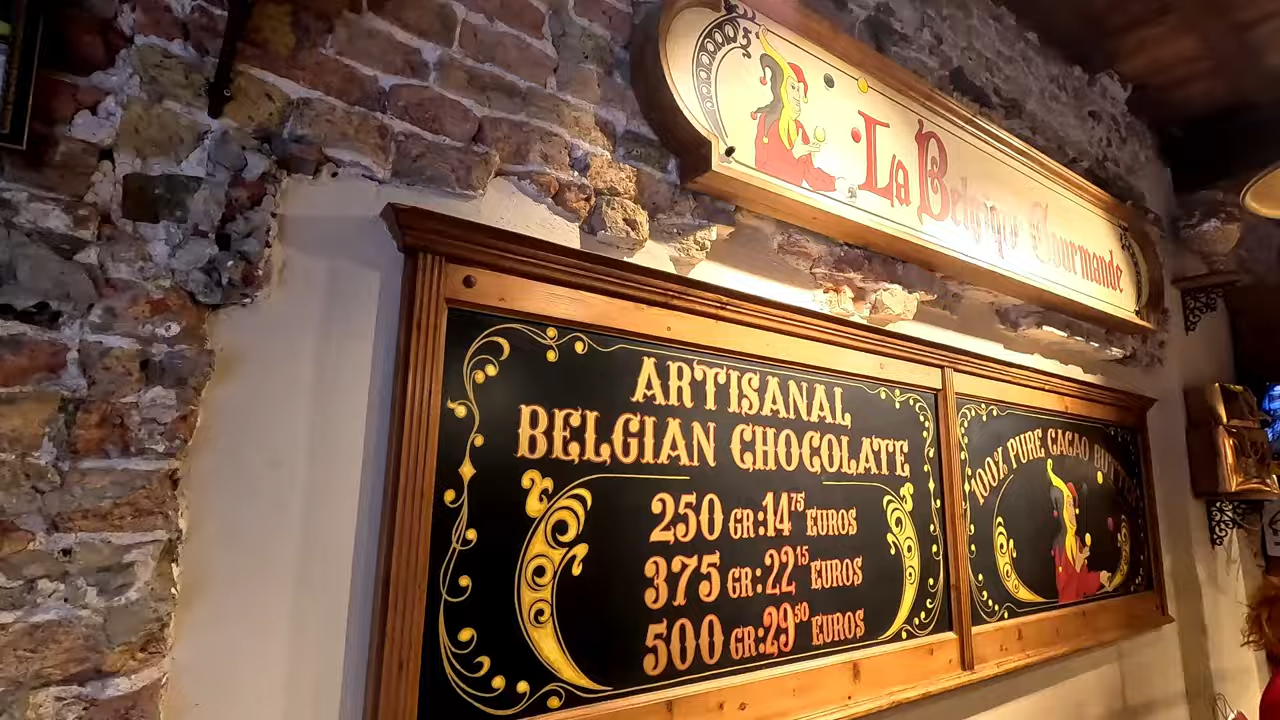 La Belgique Gourmande
ARTISANAL
BELGIAN CHOCOLATE
250 GR:14⁷⁵ EUROS
375 GR:22¹⁵ EUROS
500 GR:29⁵⁰ EUROS
100% PURE CACAO